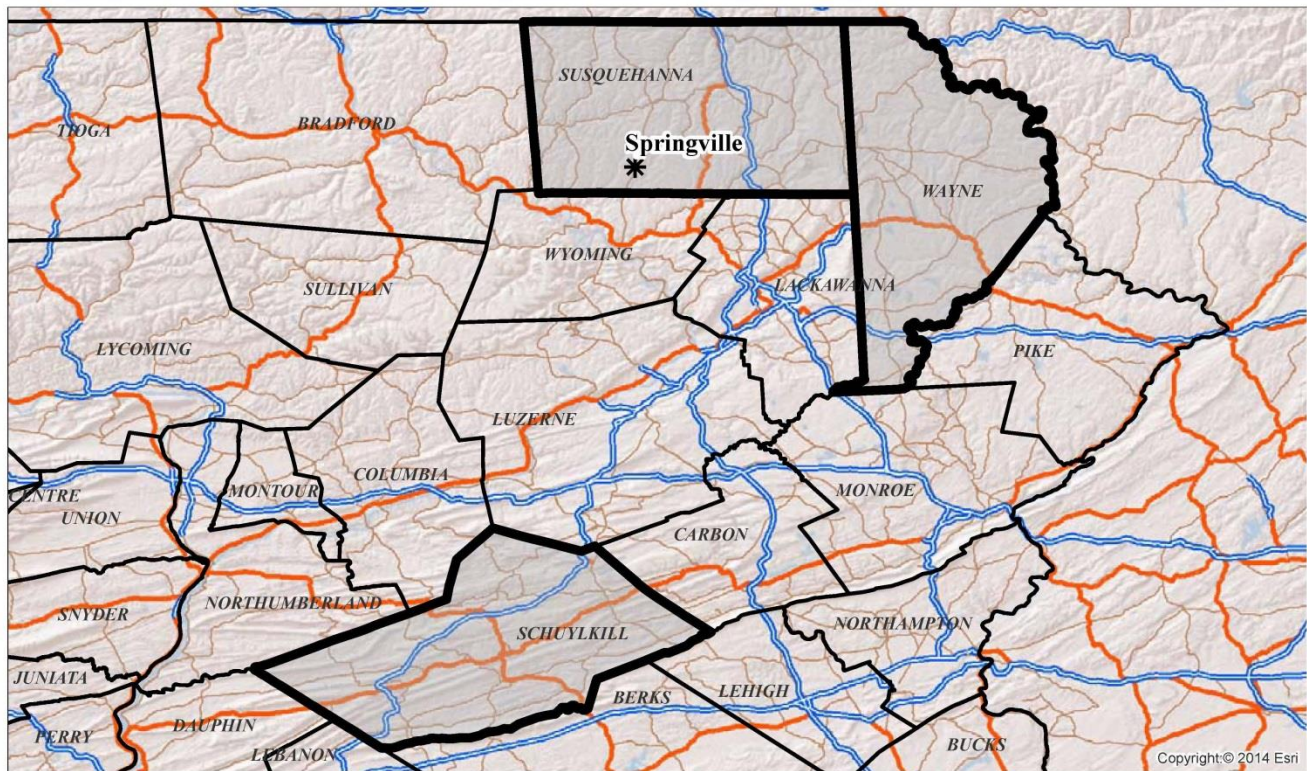 SUSQUEHANNA
BRADFORD
TIOGA
Springville
WAYNE
WYOMING
SULLIVAN
LACKAWANNA
LYCOMING
PIKE
LUZERNE
COLUMBIA
MONTOUR
MONROE
CENTRE
UNION
CARBON
NORTHUMBERLAND
SNYDER
NORTHAMPTON
SCHUYLKILL
JUNIATA
LEHIGH
BERKS
DAUPHIN
PERRY
BUCKS
LEBANON
Copyright:© 2014 Esri